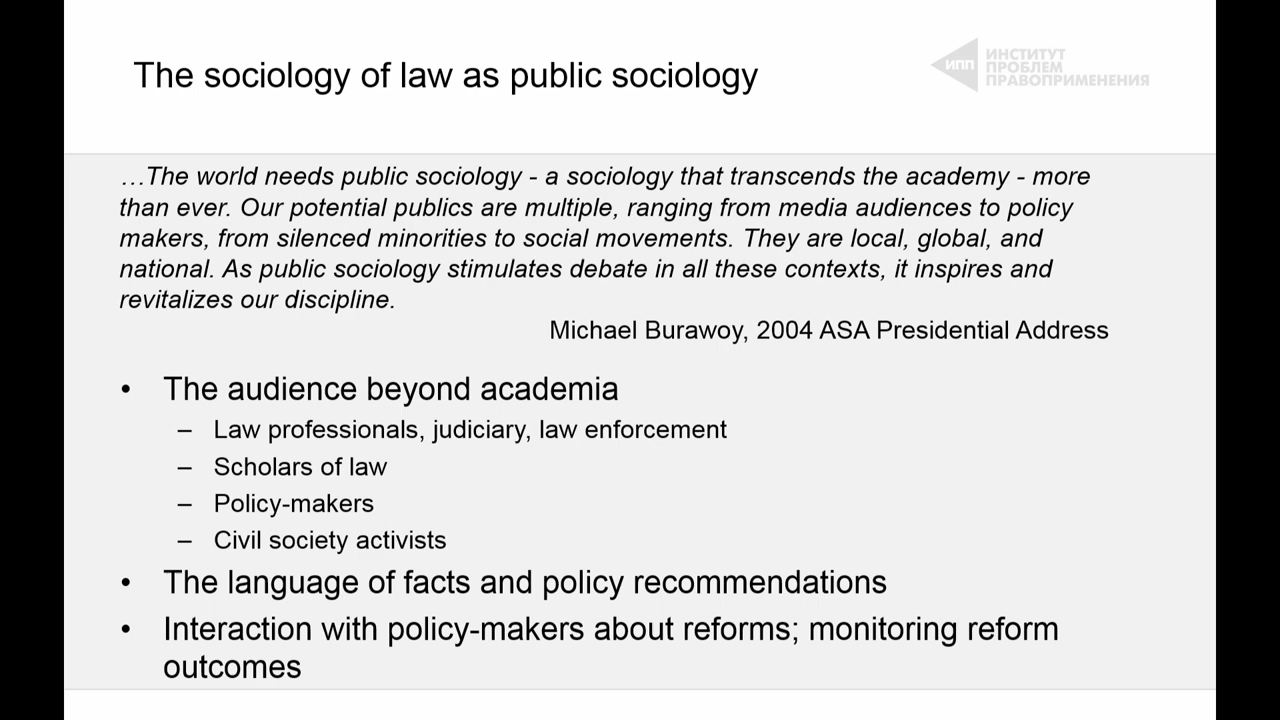 The sociology of law as public sociology
ИПП
ИНСТИТУТ
ПРОБЛЕМ
ПРАВОПРИМЕНЕНИЯ
…The world needs public sociology - a sociology that transcends the academy - more
than ever. Our potential publics are multiple, ranging from media audiences to policy
makers, from silenced minorities to social movements. They are local, global, and
national. As public sociology stimulates debate in all these contexts, it inspires and
revitalizes our discipline.
Michael Burawoy, 2004 ASA Presidential Address
• The audience beyond academia
– Law professionals, judiciary, law enforcement
– Scholars of law
– Policy-makers
– Civil society activists
• The language of facts and policy recommendations
• Interaction with policy-makers about reforms; monitoring reform
outcomes